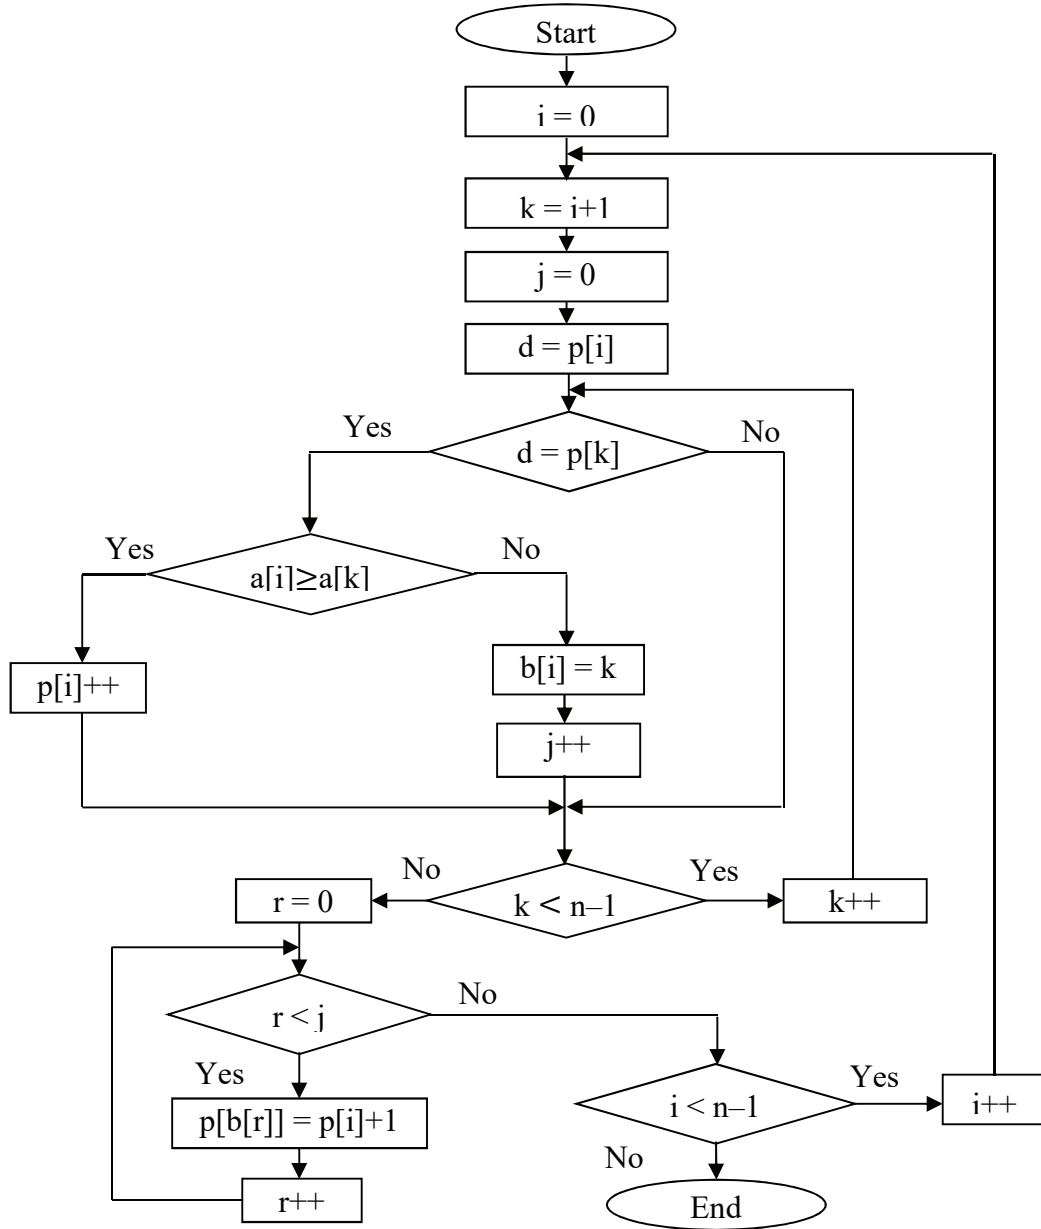 Start
i = 0
k = i+1
j = 0
d = p[i]
Yes
No
d = p[k]
Yes
No
a[i]≥a[k]
b[i] = k
p[i]++
j++
No
Yes
r = 0
k < n–1
k++
No
r < j
Yes
Yes
p[b[r]] = p[i]+1
i < n–1
i++
No
r++
End